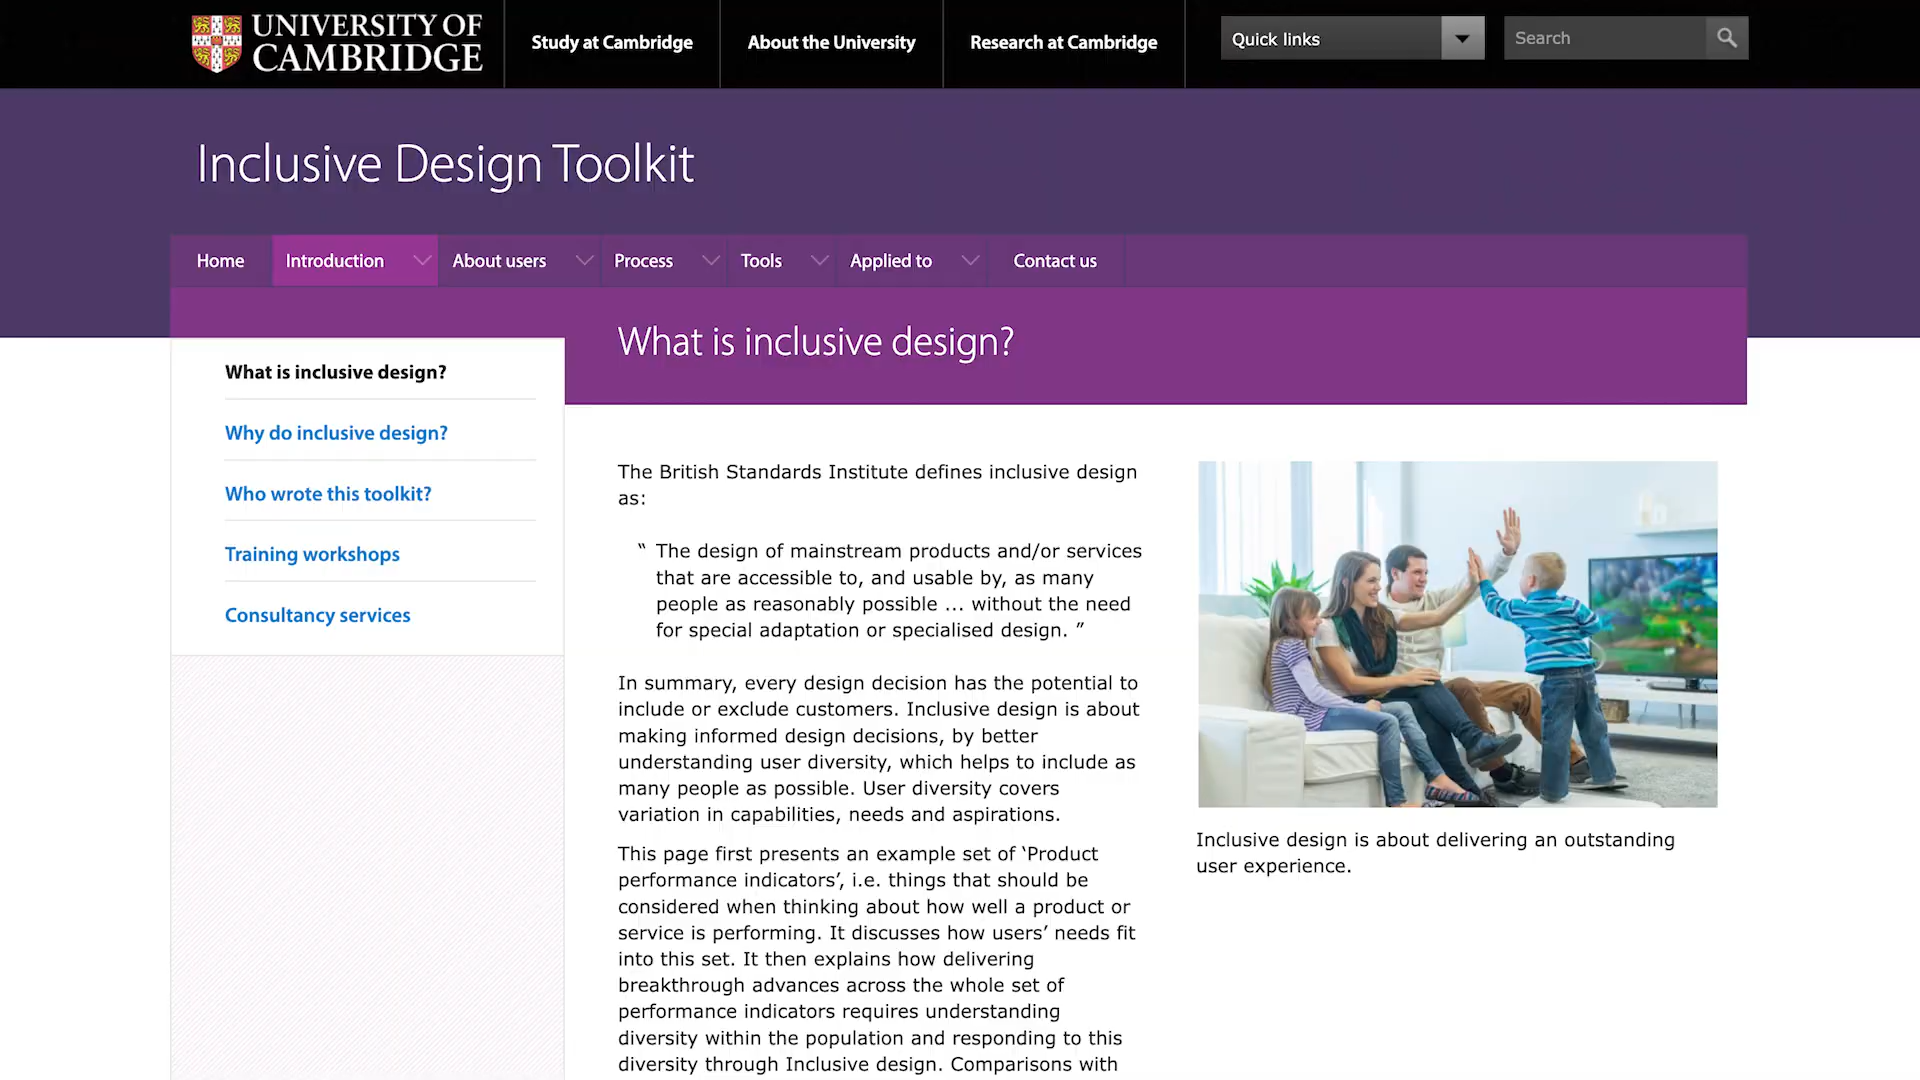 UNIVERSITY OF
CAMBRIDGE
Study at Cambridge
About the University
Research at Cambridge
Quick links
Search
Inclusive Design Toolkit
Home
Introduction
About users
Process
Tools
Applied to
Contact us
What is inclusive design?
What is inclusive design?
Why do inclusive design?
Who wrote this toolkit?
Training workshops
Consultancy services
The British Standards Institute defines inclusive design
as:
“ The design of mainstream products and/or services
that are accessible to, and usable by, as many
people as reasonably possible ... without the need
for special adaptation or specialised design. ”
In summary, every design decision has the potential to
include or exclude customers. Inclusive design is about
making informed design decisions, by better
understanding user diversity, which helps to include as
many people as possible. User diversity covers
variation in capabilities, needs and aspirations.
This page first presents an example set of ‘Product
performance indicators’, i.e. things that should be
considered when thinking about how well a product or
service is performing. It discusses how users’ needs fit
into this set. It then explains how delivering
breakthrough advances across the whole set of
performance indicators requires understanding
diversity within the population and responding to this
diversity through Inclusive design. Comparisons with
Inclusive design is about delivering an outstanding
user experience.